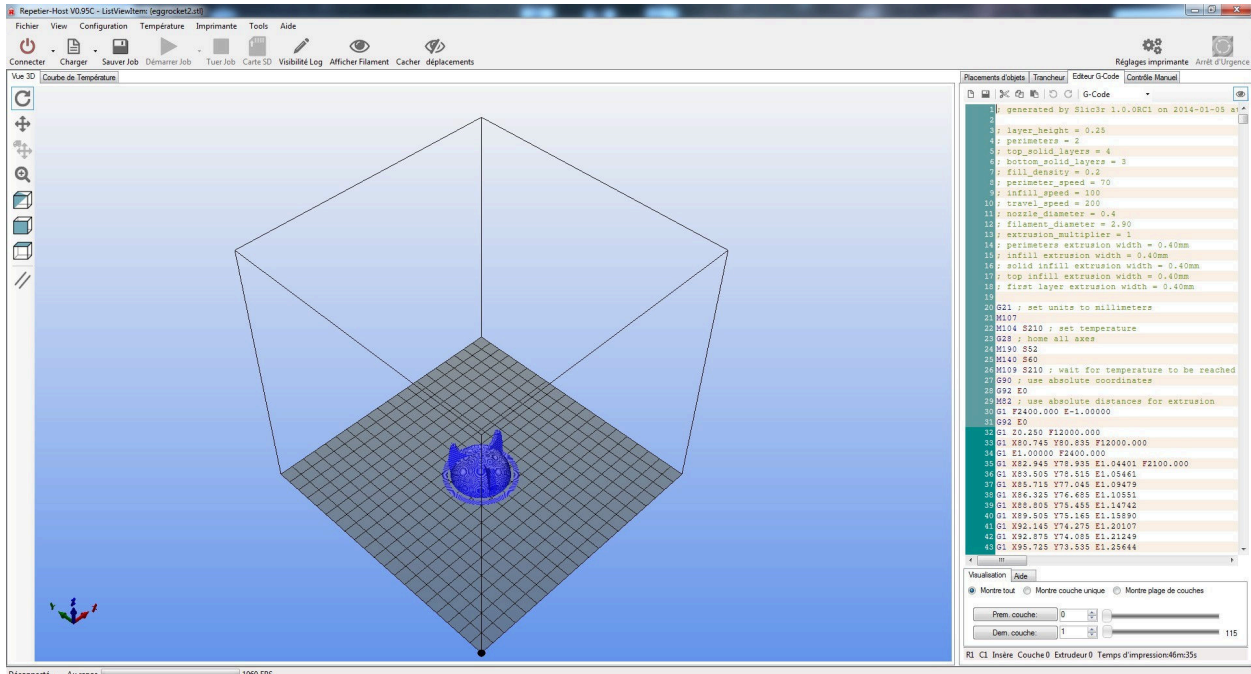 Repetier-Host V0.95C - ListViewItem: {eggrocket2.stl}
Fichier View Configuration Température Imprimante Tools Aide
Connecter Charger Sauver Job Démarrer Job Tuer Job Carte SD Visibilité Log Afficher Filament Cacher déplacements Réglages imprimante Arrêt d'Urgence
Vue 3D Courbe de Température
Placements d'objets Trancheur Editeur G-Code Contrôle Manuel
G-Code
1 ; generated by Slic3r 1.0.0RC1 on 2014-01-05 at
2
3 ; layer_height = 0.25
4 ; perimeters = 2
5 ; top_solid_layers = 4
6 ; bottom_solid_layers = 3
7 ; fill_density = 0.2
8 ; perimeter_speed = 70
9 ; infill_speed = 100
10 ; travel_speed = 200
11 ; nozzle_diameter = 0.4
12 ; filament_diameter = 2.90
13 ; extrusion_multiplier = 1
14 ; perimeters extrusion width = 0.40mm
15 ; infill extrusion width = 0.40mm
16 ; solid infill extrusion width = 0.40mm
17 ; top infill extrusion width = 0.40mm
18 ; first layer extrusion width = 0.40mm
19
20 G21 ; set units to millimeters
21 M107
22 M104 S210 ; set temperature
23 G28 ; home all axes
24 M190 S52
25 M140 S60
26 M109 S210 ; wait for temperature to be reached
27 G90 ; use absolute coordinates
28 G92 E0
29 M82 ; use absolute distances for extrusion
30 G1 F2400.000 E-1.00000
31 G92 E0
32 G1 Z0.250 F12000.000
33 G1 X80.745 Y80.835 F12000.000
34 G1 E1.00000 F2400.000
35 G1 X82.945 Y78.935 E1.04401 F2100.000
36 G1 X83.505 Y78.515 E1.05461
37 G1 X85.715 Y77.045 E1.09479
38 G1 X86.325 Y76.685 E1.10551
39 G1 X88.805 Y75.455 E1.14742
40 G1 X89.505 Y75.165 E1.15890
41 G1 X92.145 Y74.275 E1.20107
42 G1 X92.875 Y74.085 E1.21249
43 G1 X95.725 Y73.535 E1.25644
Visualisation Aide
Montre tout Montre couche unique Montre plage de couches
Prem. couche: 0
Dern. couche: 1 115
R1 C1 Insère Couche 0 Extrudeur 0 Temps d'impression:46m:35s
Déconnecté Au repos 1060 FPS